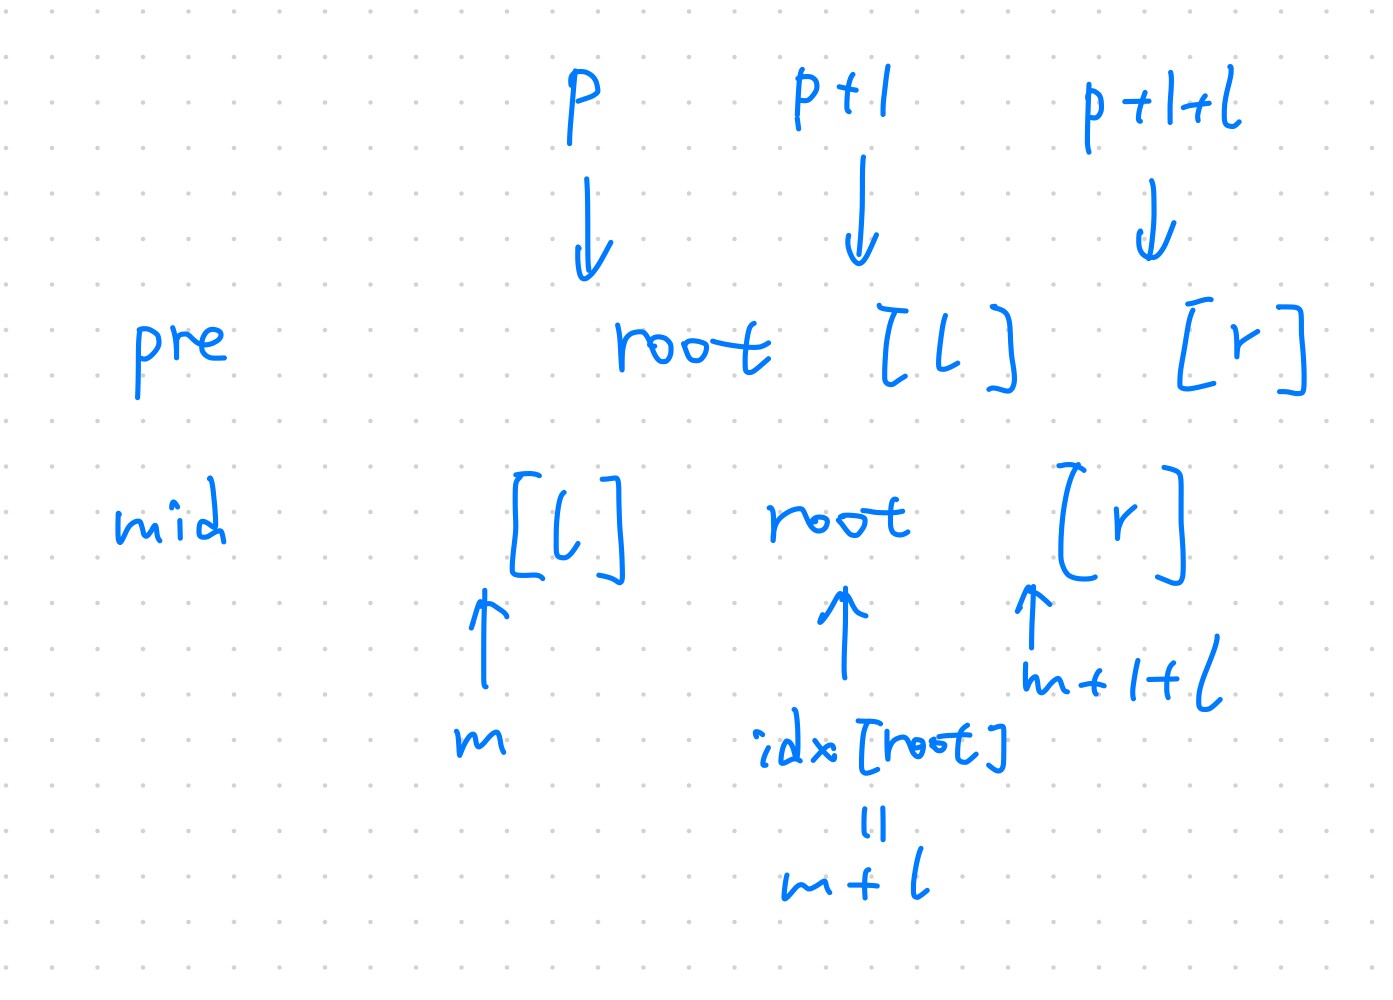 p p+1 p+1+l
pre root [l] [r]
mid [l] root [r]
m+1+l
m idx[root]
=
m+l